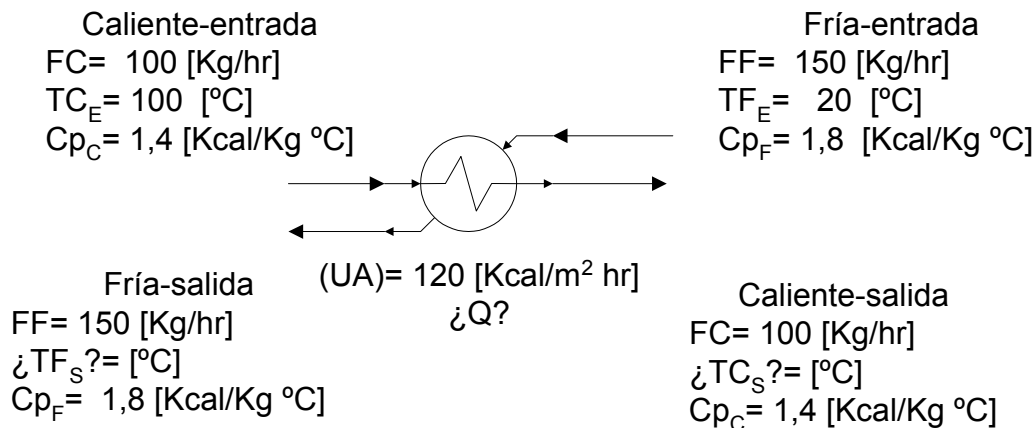 Caliente-entrada
FC= 100 [Kg/hr]
TC_E= 100 [ºC]
Cp_C= 1,4 [Kcal/Kg ºC]
Fría-entrada
FF= 150 [Kg/hr]
TF_E= 20 [ºC]
Cp_F= 1,8 [Kcal/Kg ºC]
(UA)= 120 [Kcal/m² hr]
¿Q?
Fría-salida
FF= 150 [Kg/hr]
¿TF_S?= [ºC]
Cp_F= 1,8 [Kcal/Kg ºC]
Caliente-salida
FC= 100 [Kg/hr]
¿TC_S?= [ºC]
Cp_C= 1,4 [Kcal/Kg ºC]